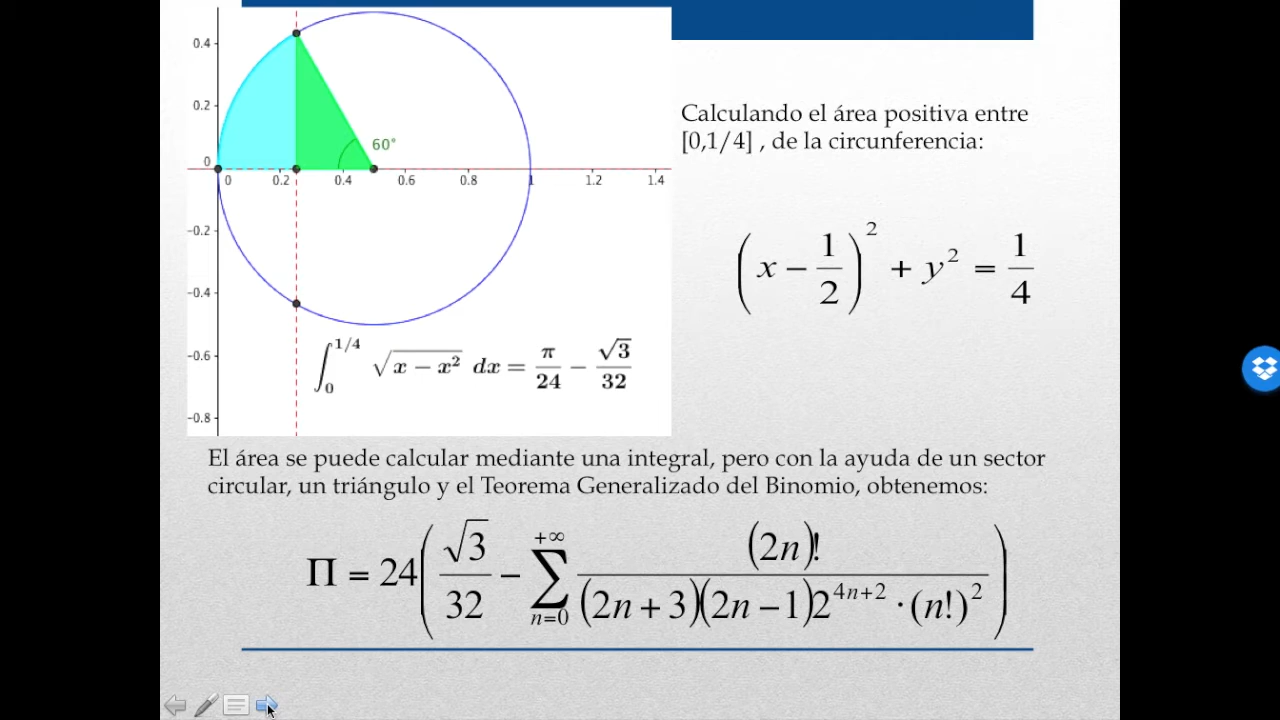 0.4
0.2
0
60°
0 0.2 0.4 0.6 0.8 1 1.2 1.4
-0.2
-0.4
-0.6
-0.8
∫₀^{1/4} √(x − x²) dx = π/24 − √3/32
Calculando el área positiva entre
[0,1/4] , de la circunferencia:
(x − 1/2)² + y² = 1/4
El área se puede calcular mediante una integral, pero con la ayuda de un sector
circular, un triángulo y el Teorema Generalizado del Binomio, obtenemos:
Π = 24(√3/32 − ∑_{n=0}^{+∞} (2n)!/((2n+3)(2n−1)2^{4n+2}·(n!)²))